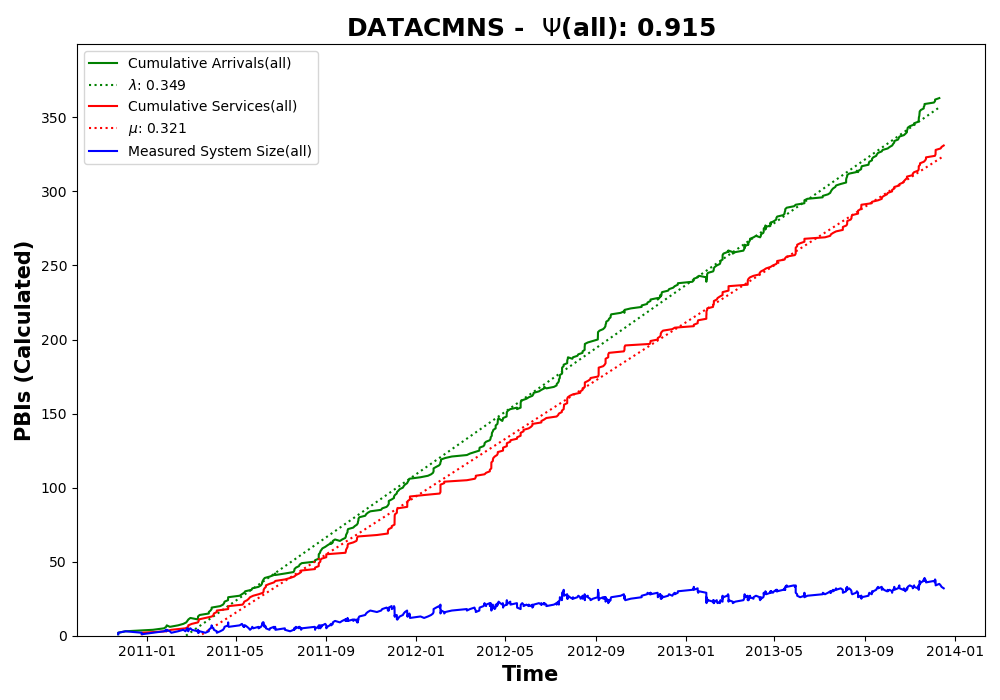 DATACMNS - Ψ(all): 0.915
Cumulative Arrivals(all)
λ: 0.349
Cumulative Services(all)
μ: 0.321
Measured System Size(all)
PBIs (Calculated)
350
300
250
200
150
100
50
0
2011-01 2011-05 2011-09 2012-01 2012-05 2012-09 2013-01 2013-05 2013-09 2014-01
Time